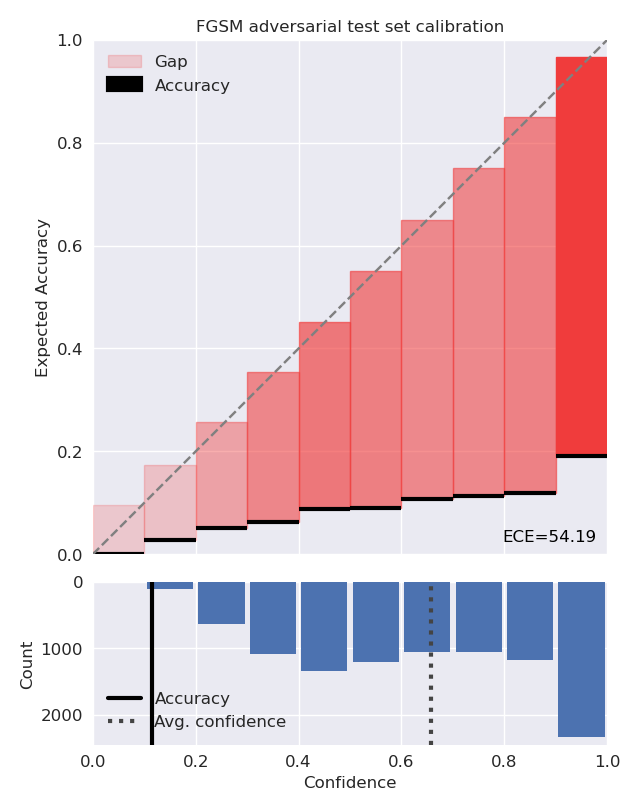 FGSM adversarial test set calibration
1.0
Gap
Accuracy
0.8
0.6
Expected Accuracy
0.4
0.2
ECE=54.19
0.0
0
1000
Count
Accuracy
2000
Avg. confidence
0.0 0.2 0.4 0.6 0.8 1.0
Confidence